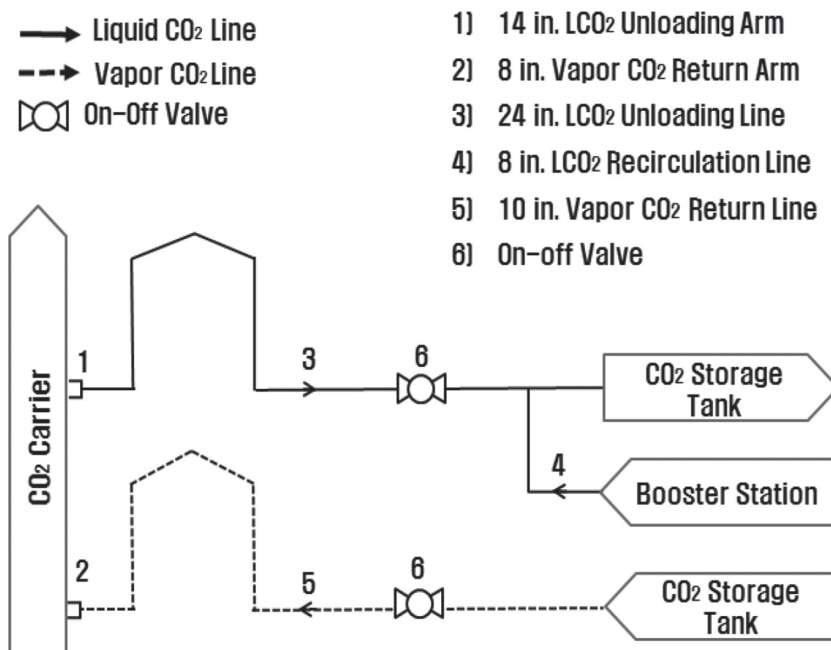 Liquid CO₂ Line
Vapor CO₂ Line
On-Off Valve
1) 14 in. LCO₂ Unloading Arm
2) 8 in. Vapor CO₂ Return Arm
3) 24 in. LCO₂ Unloading Line
4) 8 in. LCO₂ Recirculation Line
5) 10 in. Vapor CO₂ Return Line
6) On-off Valve
CO₂ Carrier
1
3
6
CO₂ Storage
Tank
4
Booster Station
2
5
6
CO₂ Storage
Tank